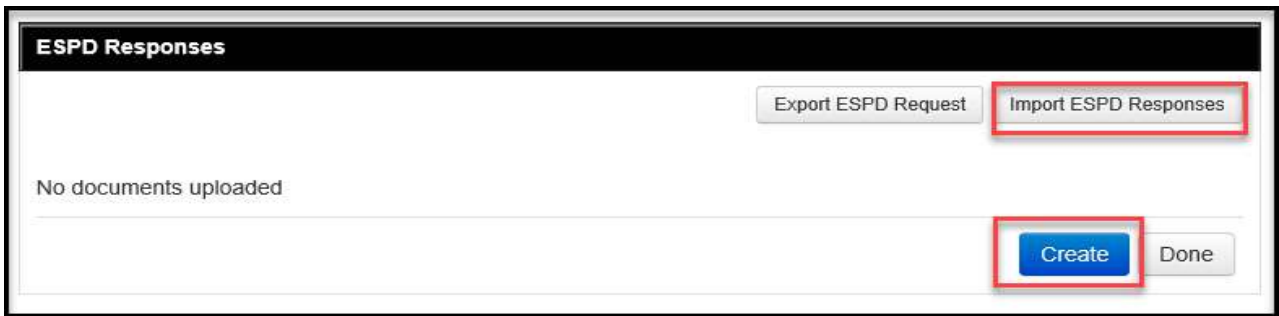 ESPD Responses
Export ESPD Request Import ESPD Responses
No documents uploaded
Create Done